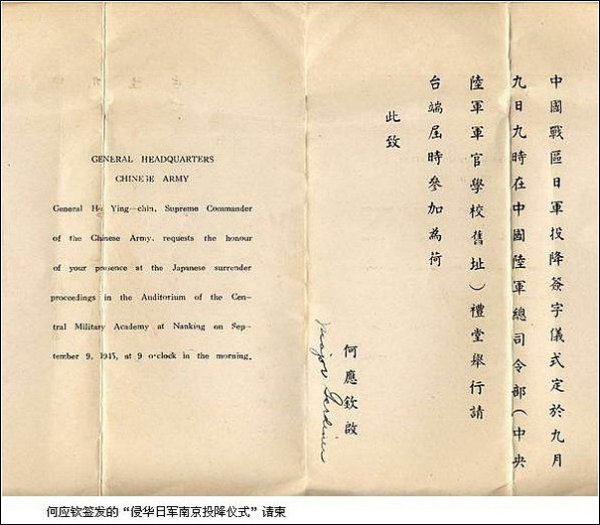 GENERAL HEADQUARTERS
CHINESE ARMY
General Ho Ying—chin, Supreme Commander
of the Chinese Army, requests the honour
of your presence at the Japanese surrender
proceedings in the Auditorium of the Cen-
tral Military Academy at Nanking on Sep-
tember 9, 1945, at 9 o'clock in the morning.
中國戰區日軍投降簽字儀式定於九月
九日九時在中國陸軍總司令部(中央
陸軍軍官學校舊址)禮堂舉行請
台端屆時參加為荷
此致
何應欽啟
Major Gardiner
何应钦签发的“侵华日军南京投降仪式”请柬